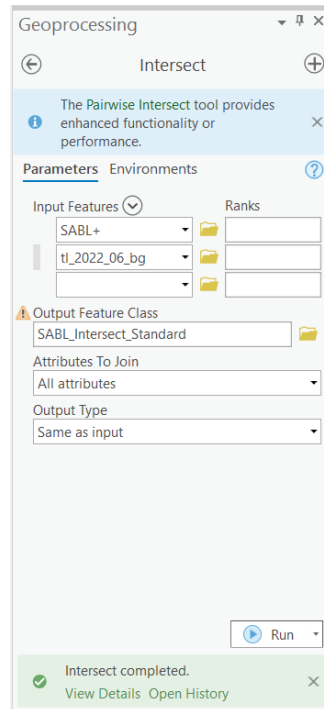 Geoprocessing
Intersect
The Pairwise Intersect tool provides
enhanced functionality or
performance.
Parameters Environments
Input Features Ranks
SABL+
tl_2022_06_bg
Output Feature Class
SABL_Intersect_Standard
Attributes To Join
All attributes
Output Type
Same as input
Run
Intersect completed.
View Details Open History